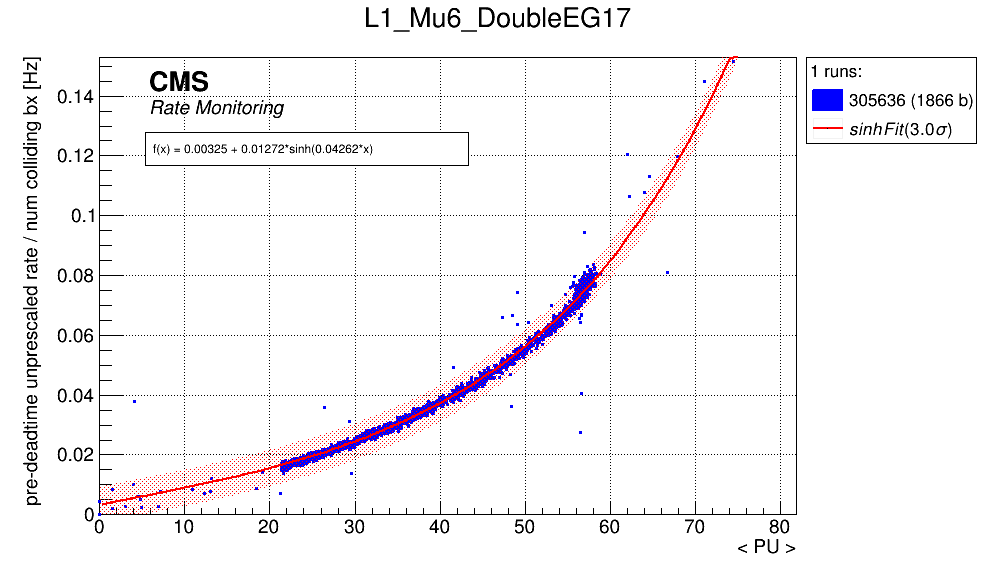 L1_Mu6_DoubleEG17
pre-deadtime unprescaled rate / num colliding bx [Hz]
CMS
Rate Monitoring
f(x) = 0.00325 + 0.01272*sinh(0.04262*x)
1 runs:
305636 (1866 b)
sinhFit(3.0σ)
0.14
0.12
0.1
0.08
0.06
0.04
0.02
0
0 10 20 30 40 50 60 70 80
< PU >